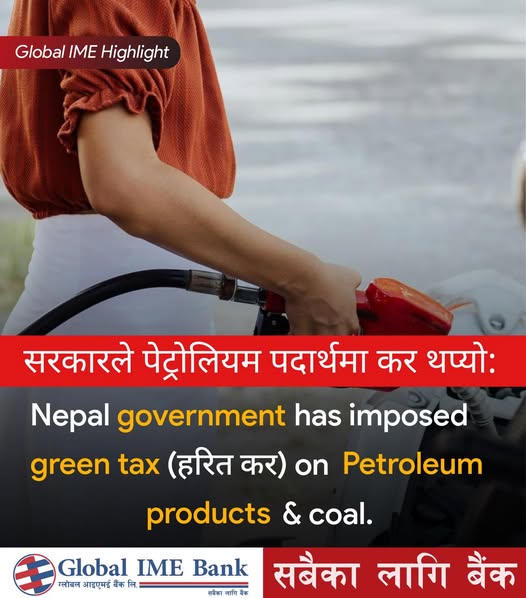 Global IME Highlight
सरकारले पेट्रोलियम पदार्थमा कर थप्यो:
Nepal government has imposed
green tax (हरित कर) on Petroleum
products & coal.
Global IME Bank
ग्लोबल आइएमई बैंक लि.
सबैका लागि बैंक
सबैका लागि बैंक